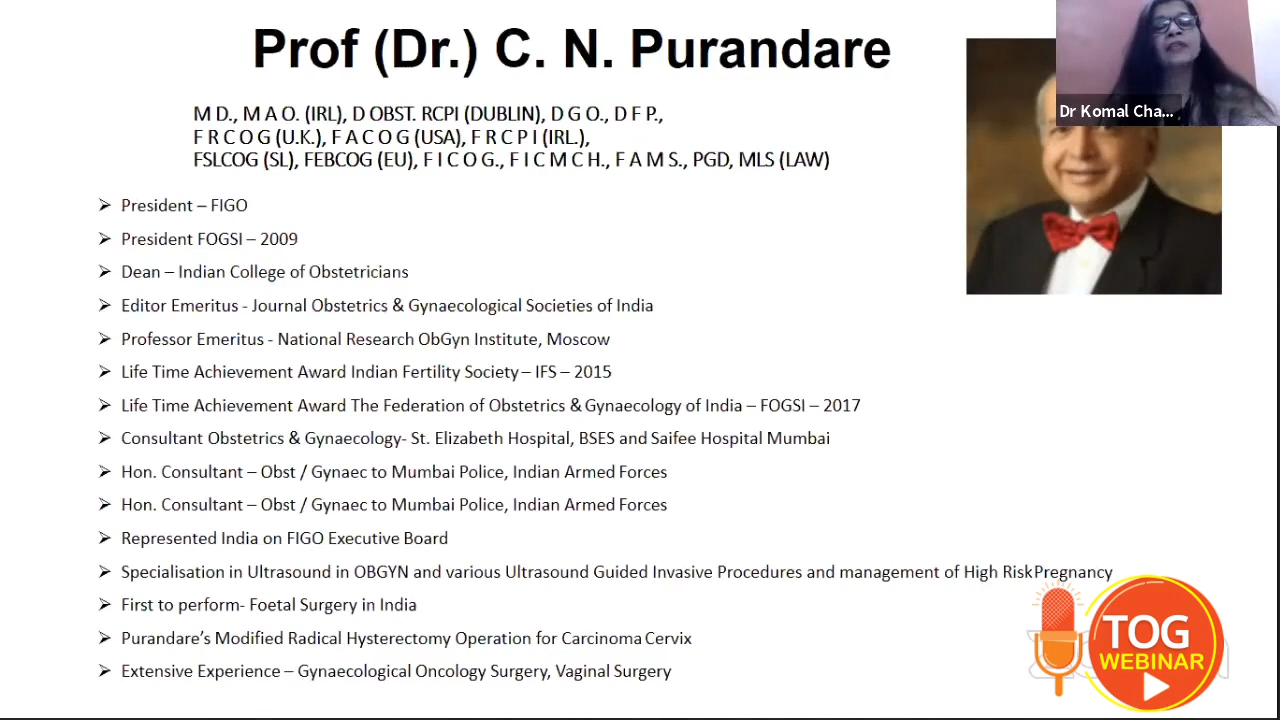 Prof (Dr.) C. N. Purandare
Dr Komal Cha...
M D., M A O. (IRL), D OBST. RCPI (DUBLIN), D G O., D F P.,
F R C O G (U.K.), F A C O G (USA), F R C P I (IRL.),
FSLCOG (SL), FEBCOG (EU), F I C O G., F I C M C H., F A M S., PGD, MLS (LAW)
➢ President – FIGO
➢ President FOGSI – 2009
➢ Dean – Indian College of Obstetricians
➢ Editor Emeritus - Journal Obstetrics & Gynaecological Societies of India
➢ Professor Emeritus - National Research ObGyn Institute, Moscow
➢ Life Time Achievement Award Indian Fertility Society – IFS – 2015
➢ Life Time Achievement Award The Federation of Obstetrics & Gynaecology of India – FOGSI – 2017
➢ Consultant Obstetrics & Gynaecology- St. Elizabeth Hospital, BSES and Saifee Hospital Mumbai
➢ Hon. Consultant – Obst / Gynaec to Mumbai Police, Indian Armed Forces
➢ Hon. Consultant – Obst / Gynaec to Mumbai Police, Indian Armed Forces
➢ Represented India on FIGO Executive Board
➢ Specialisation in Ultrasound in OBGYN and various Ultrasound Guided Invasive Procedures and management of High Risk Pregnancy
➢ First to perform- Foetal Surgery in India
➢ Purandare's Modified Radical Hysterectomy Operation for Carcinoma Cervix
➢ Extensive Experience – Gynaecological Oncology Surgery, Vaginal Surgery
TOG
WEBINAR